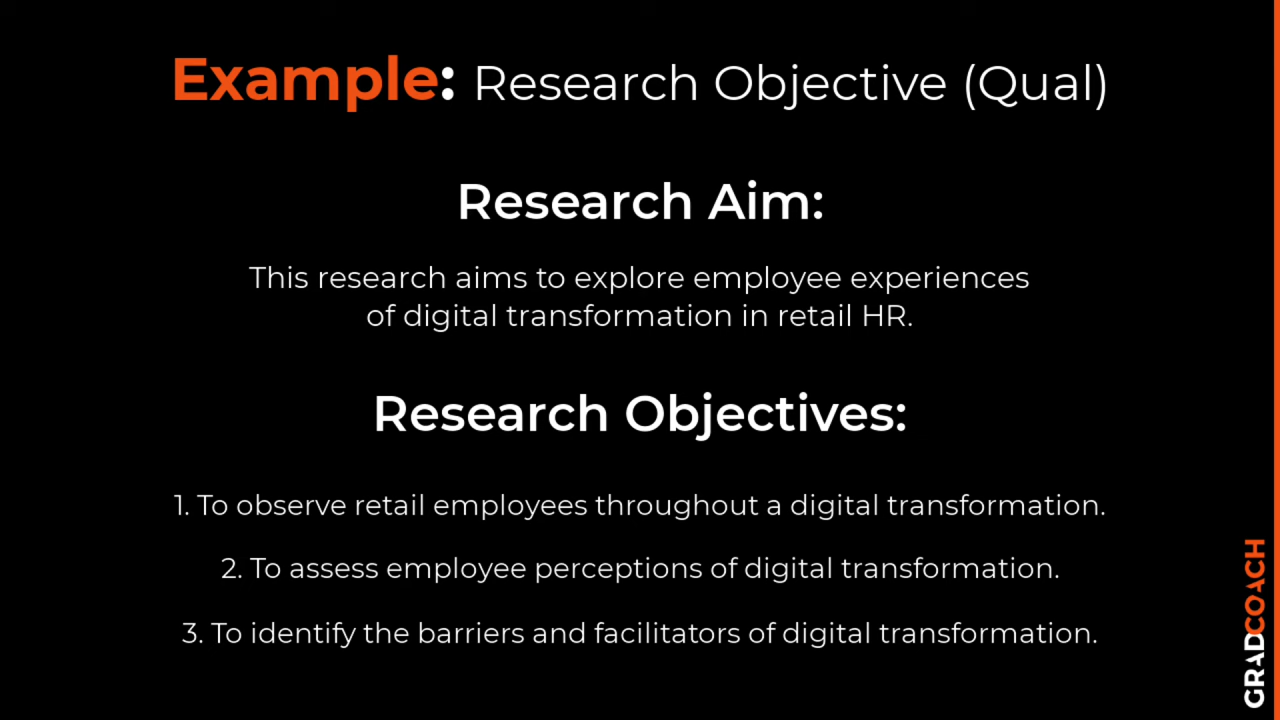 Example: Research Objective (Qual)
Research Aim:
This research aims to explore employee experiences
of digital transformation in retail HR.
Research Objectives:
1. To observe retail employees throughout a digital transformation.
2. To assess employee perceptions of digital transformation.
3. To identify the barriers and facilitators of digital transformation.
GRADCOACH